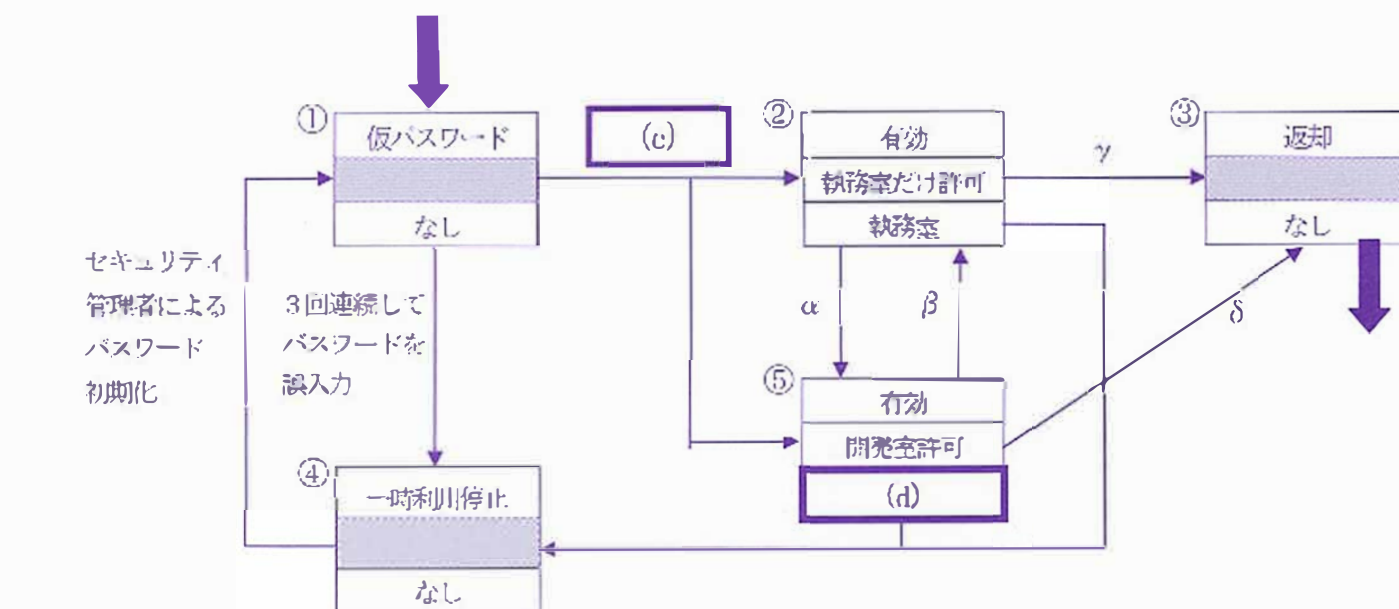 ①
仮パスワード
なし
(c)
②
有効
執務室だけ許可
執務室
γ
③
返却
なし
セキュリティ
管理者による
パスワード
初期化
3回連続して
パスワードを
誤入力
α
β
δ
④
一時利用停止
なし
⑤
有効
開発室許可
(d)